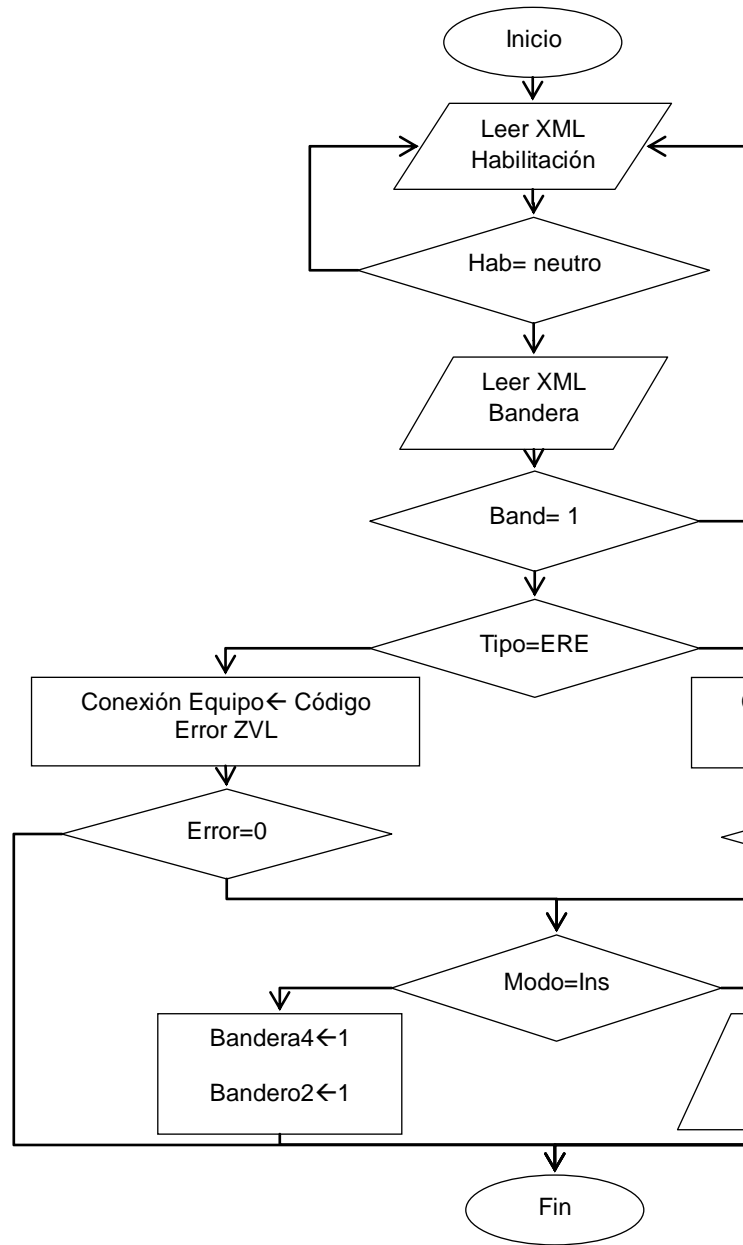 Inicio
Leer XML
Habilitación
Hab= neutro
Leer XML
Bandera
Band= 1
Tipo=ERE
Conexión Equipo← Código
Error ZVL
Error=0
Modo=Ins
Bandera4←1
Bandero2←1
Fin